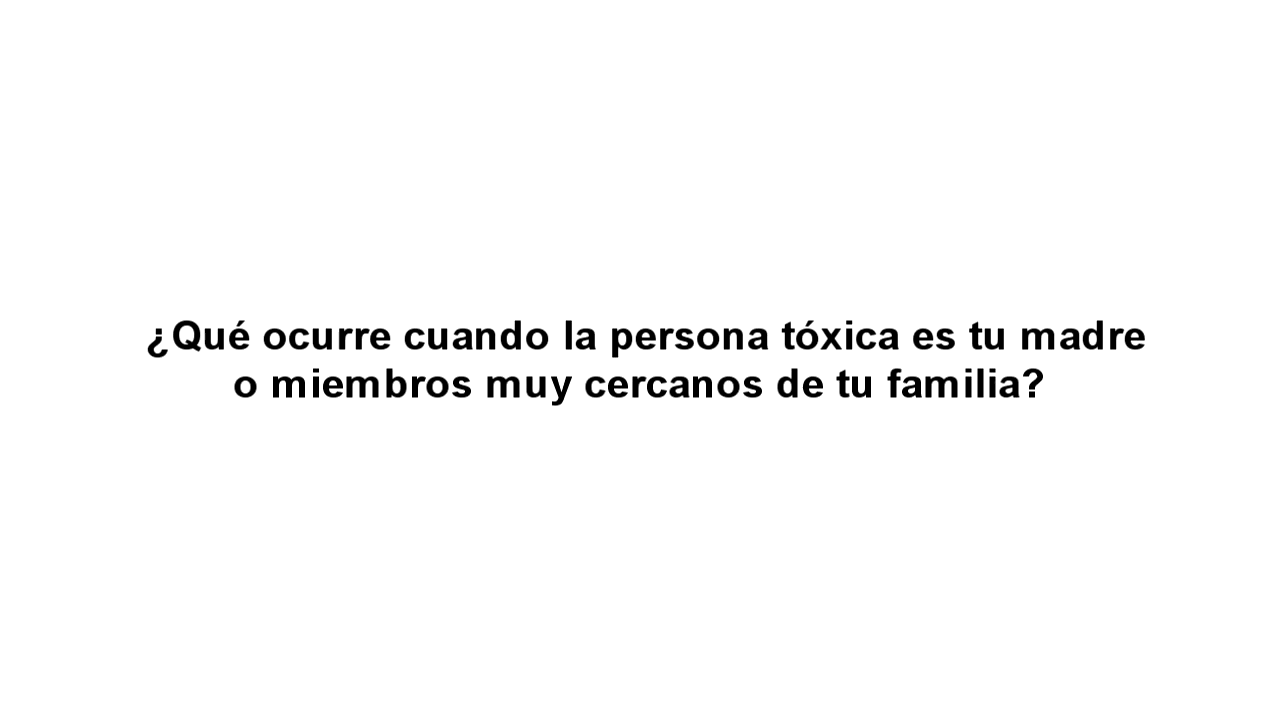 ¿Qué ocurre cuando la persona tóxica es tu madre
o miembros muy cercanos de tu familia?